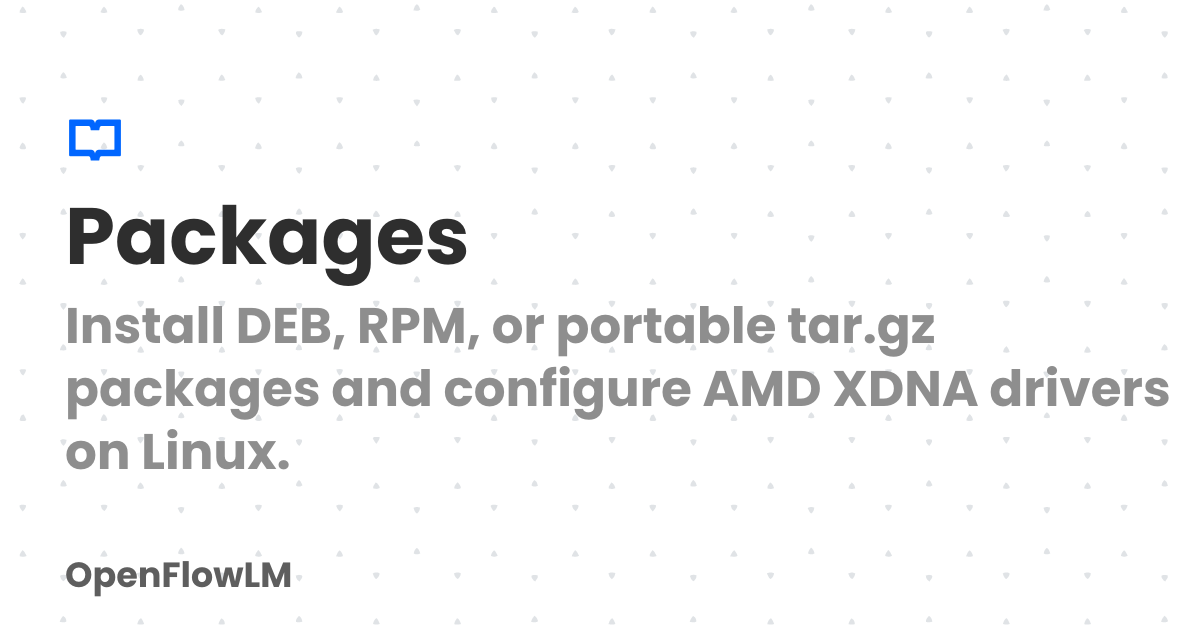 Packages
Install DEB, RPM, or portable tar.gz
packages and configure AMD XDNA drivers
on Linux.
OpenFlowLM